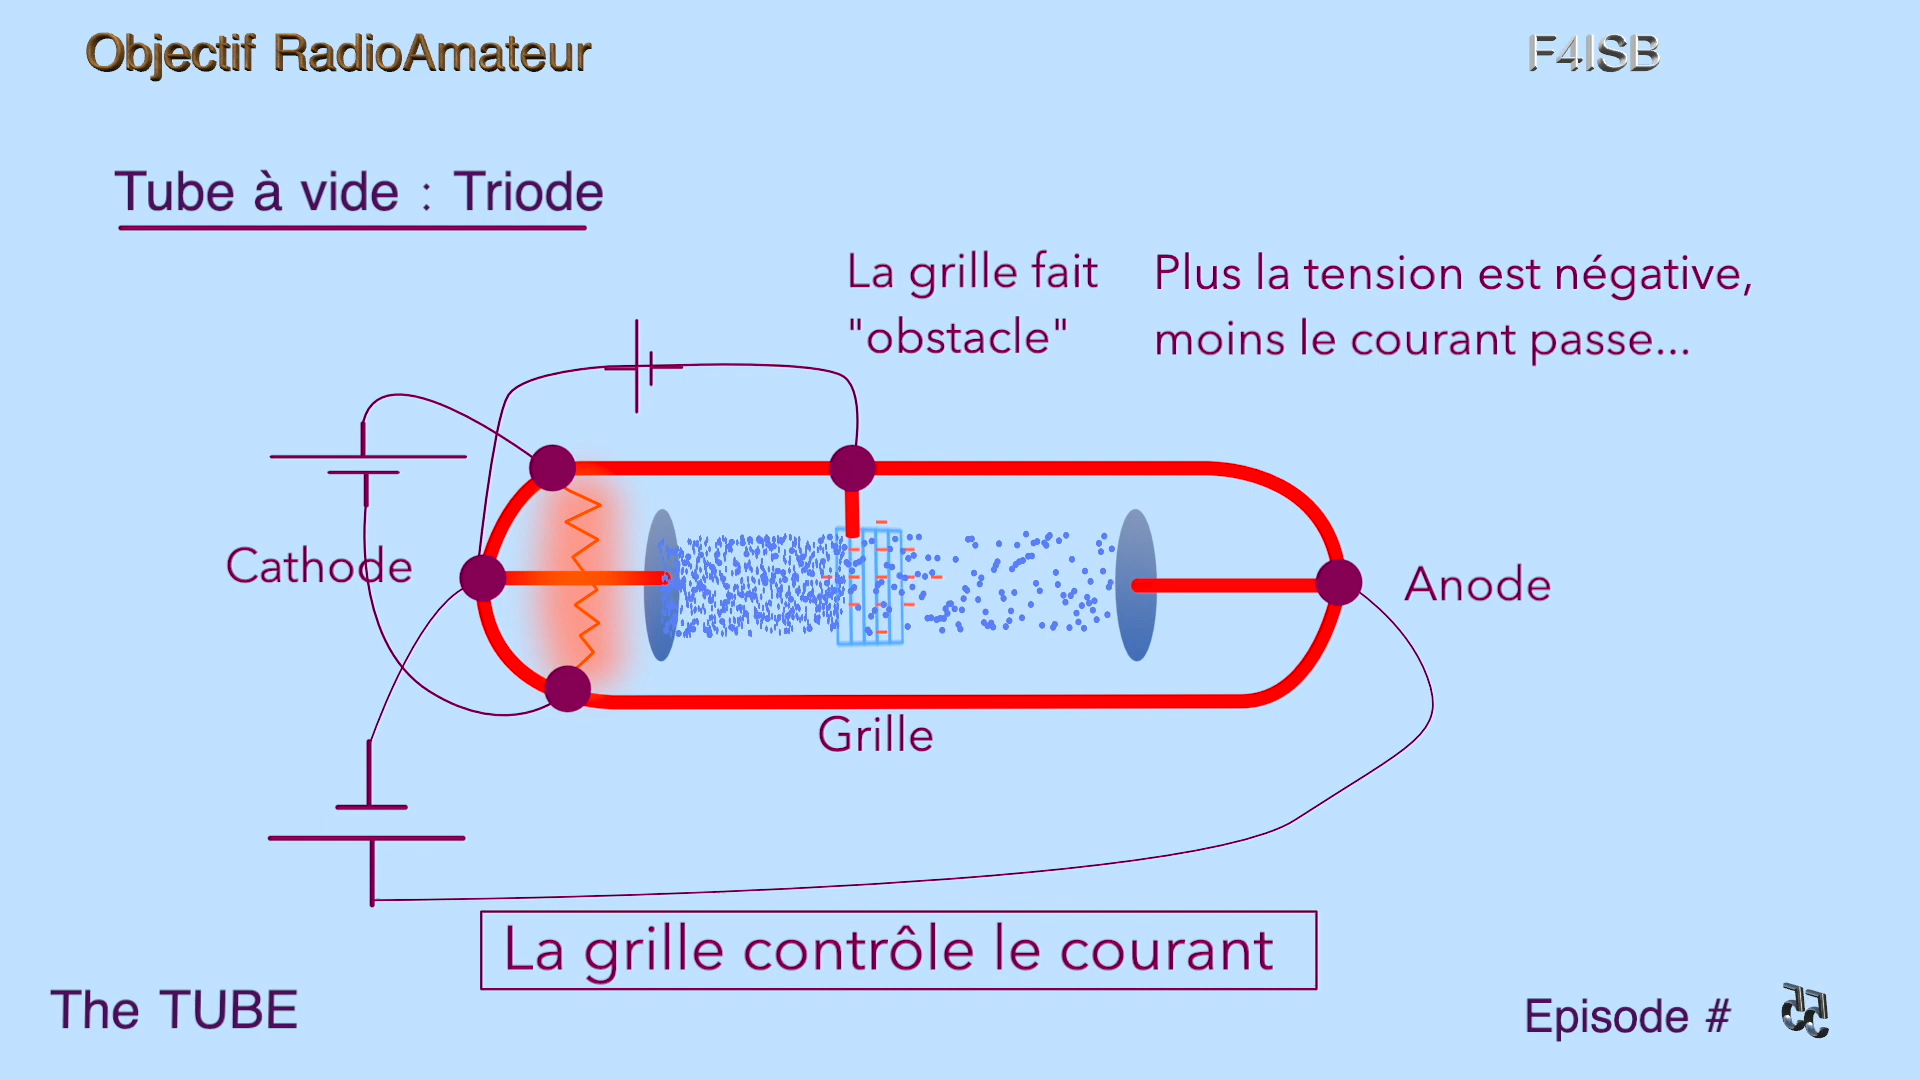 Objectif RadioAmateur
F4ISB
Tube à vide : Triode
La grille fait
"obstacle"
Plus la tension est négative,
moins le courant passe...
Cathode
Anode
Grille
La grille contrôle le courant
The TUBE
Episode #